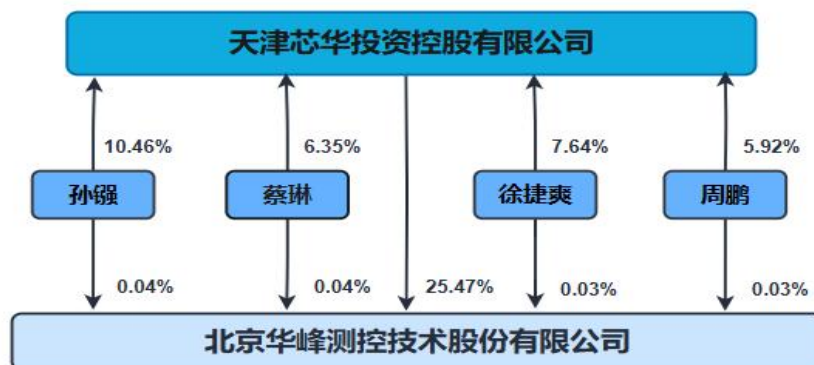 天津芯华投资控股有限公司
10.46% 6.35% 7.64% 5.92%
孙镪 蔡琳 徐捷爽 周鹏
0.04% 0.04% 25.47% 0.03% 0.03%
北京华峰测控技术股份有限公司